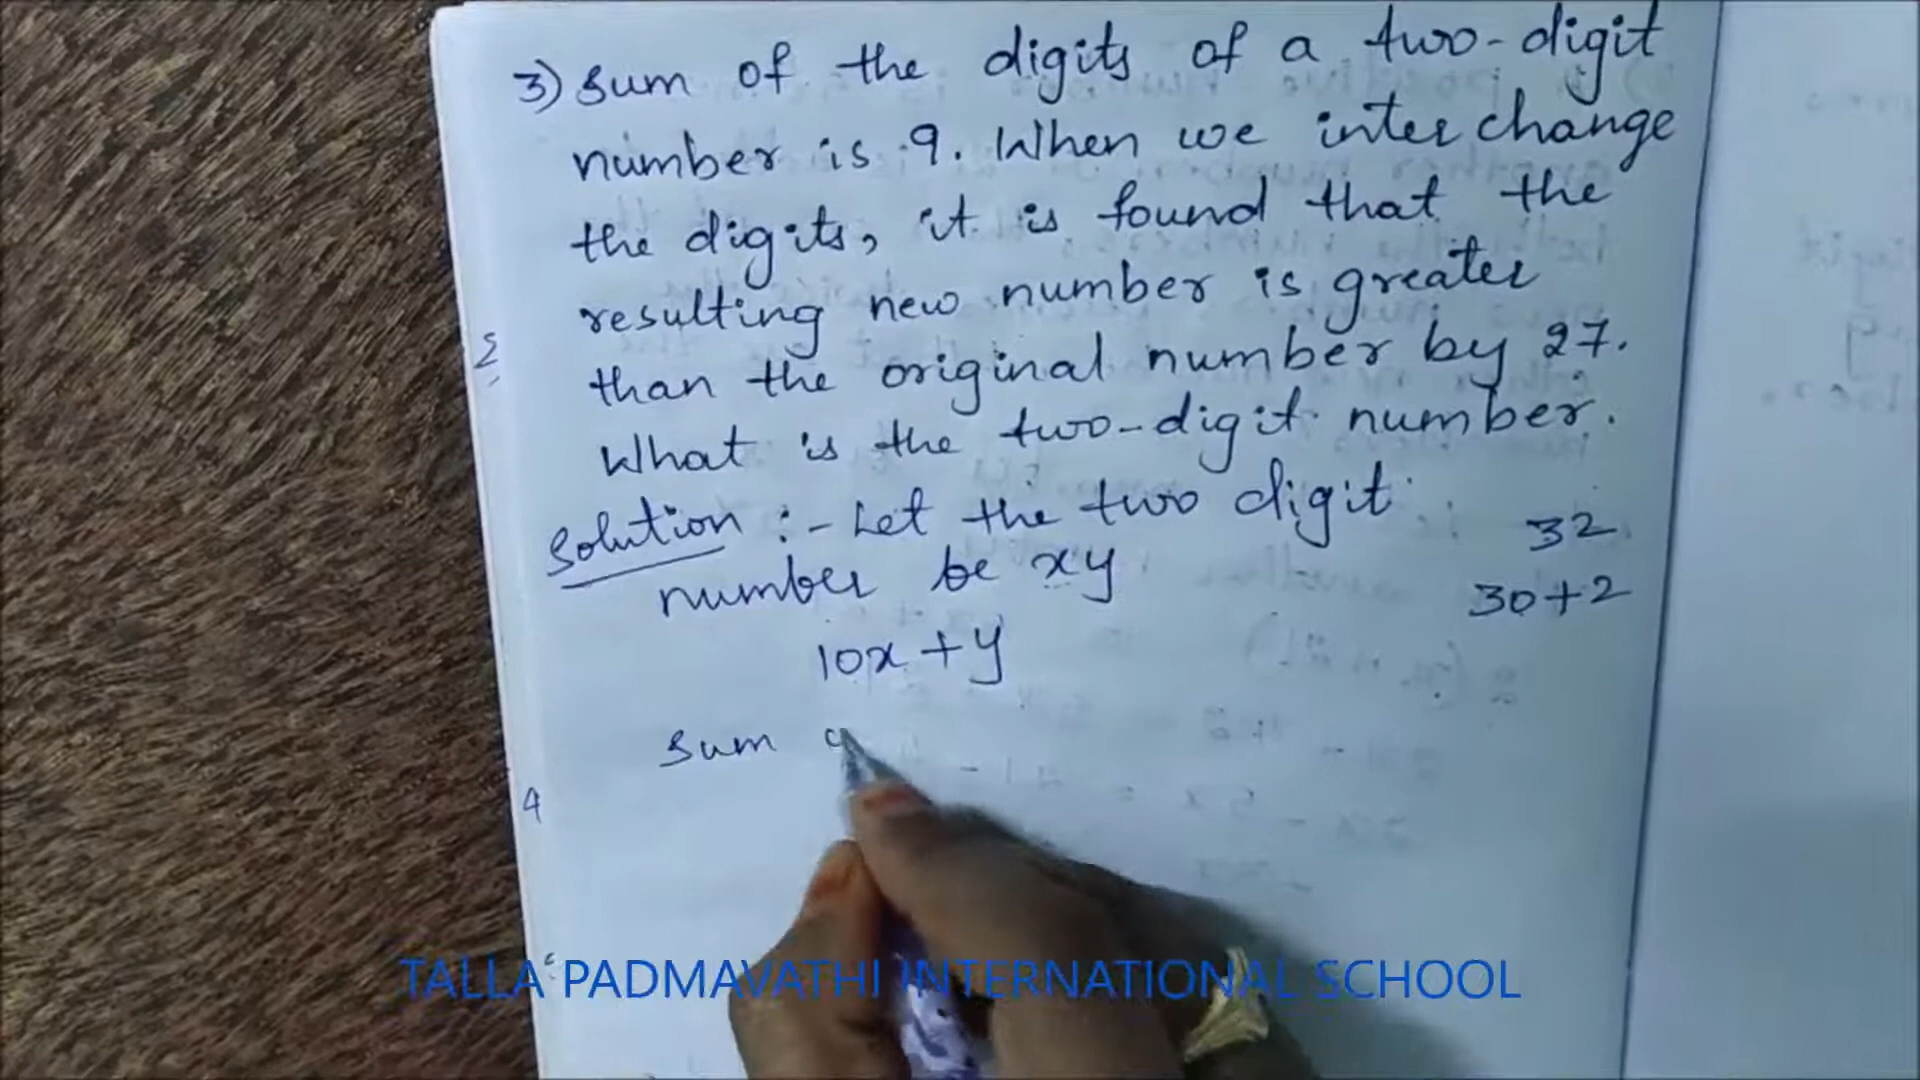 3) Sum of the digits of a two-digit
number is 9. When we interchange
the digits, it is found that the
resulting new number is greater
than the original number by 27.
What is the two-digit number.
Solution :- Let the two digit
number be xy
32
30+2
10x + y
Sum
4
TALLA PADMAVATHI INTERNATIONAL SCHOOL